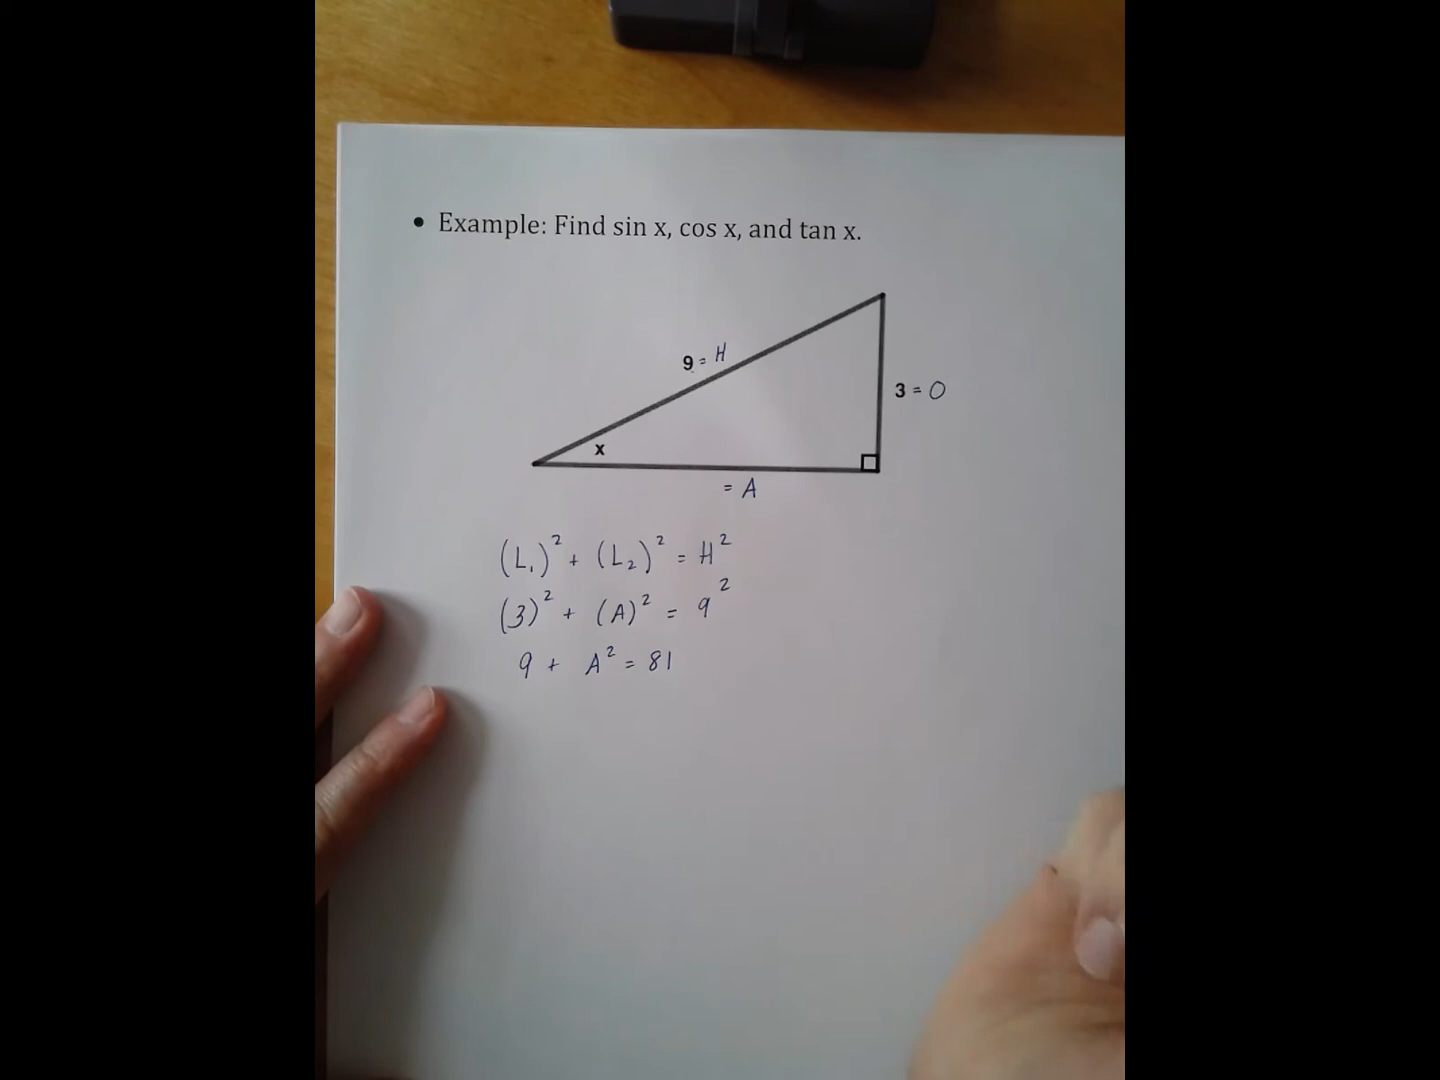 • Example: Find sin x, cos x, and tan x.
9 = H
3 = O
x
= A
(L₁)² + (L₂)² = H²
(3)² + (A)² = 9²
9 + A² = 81